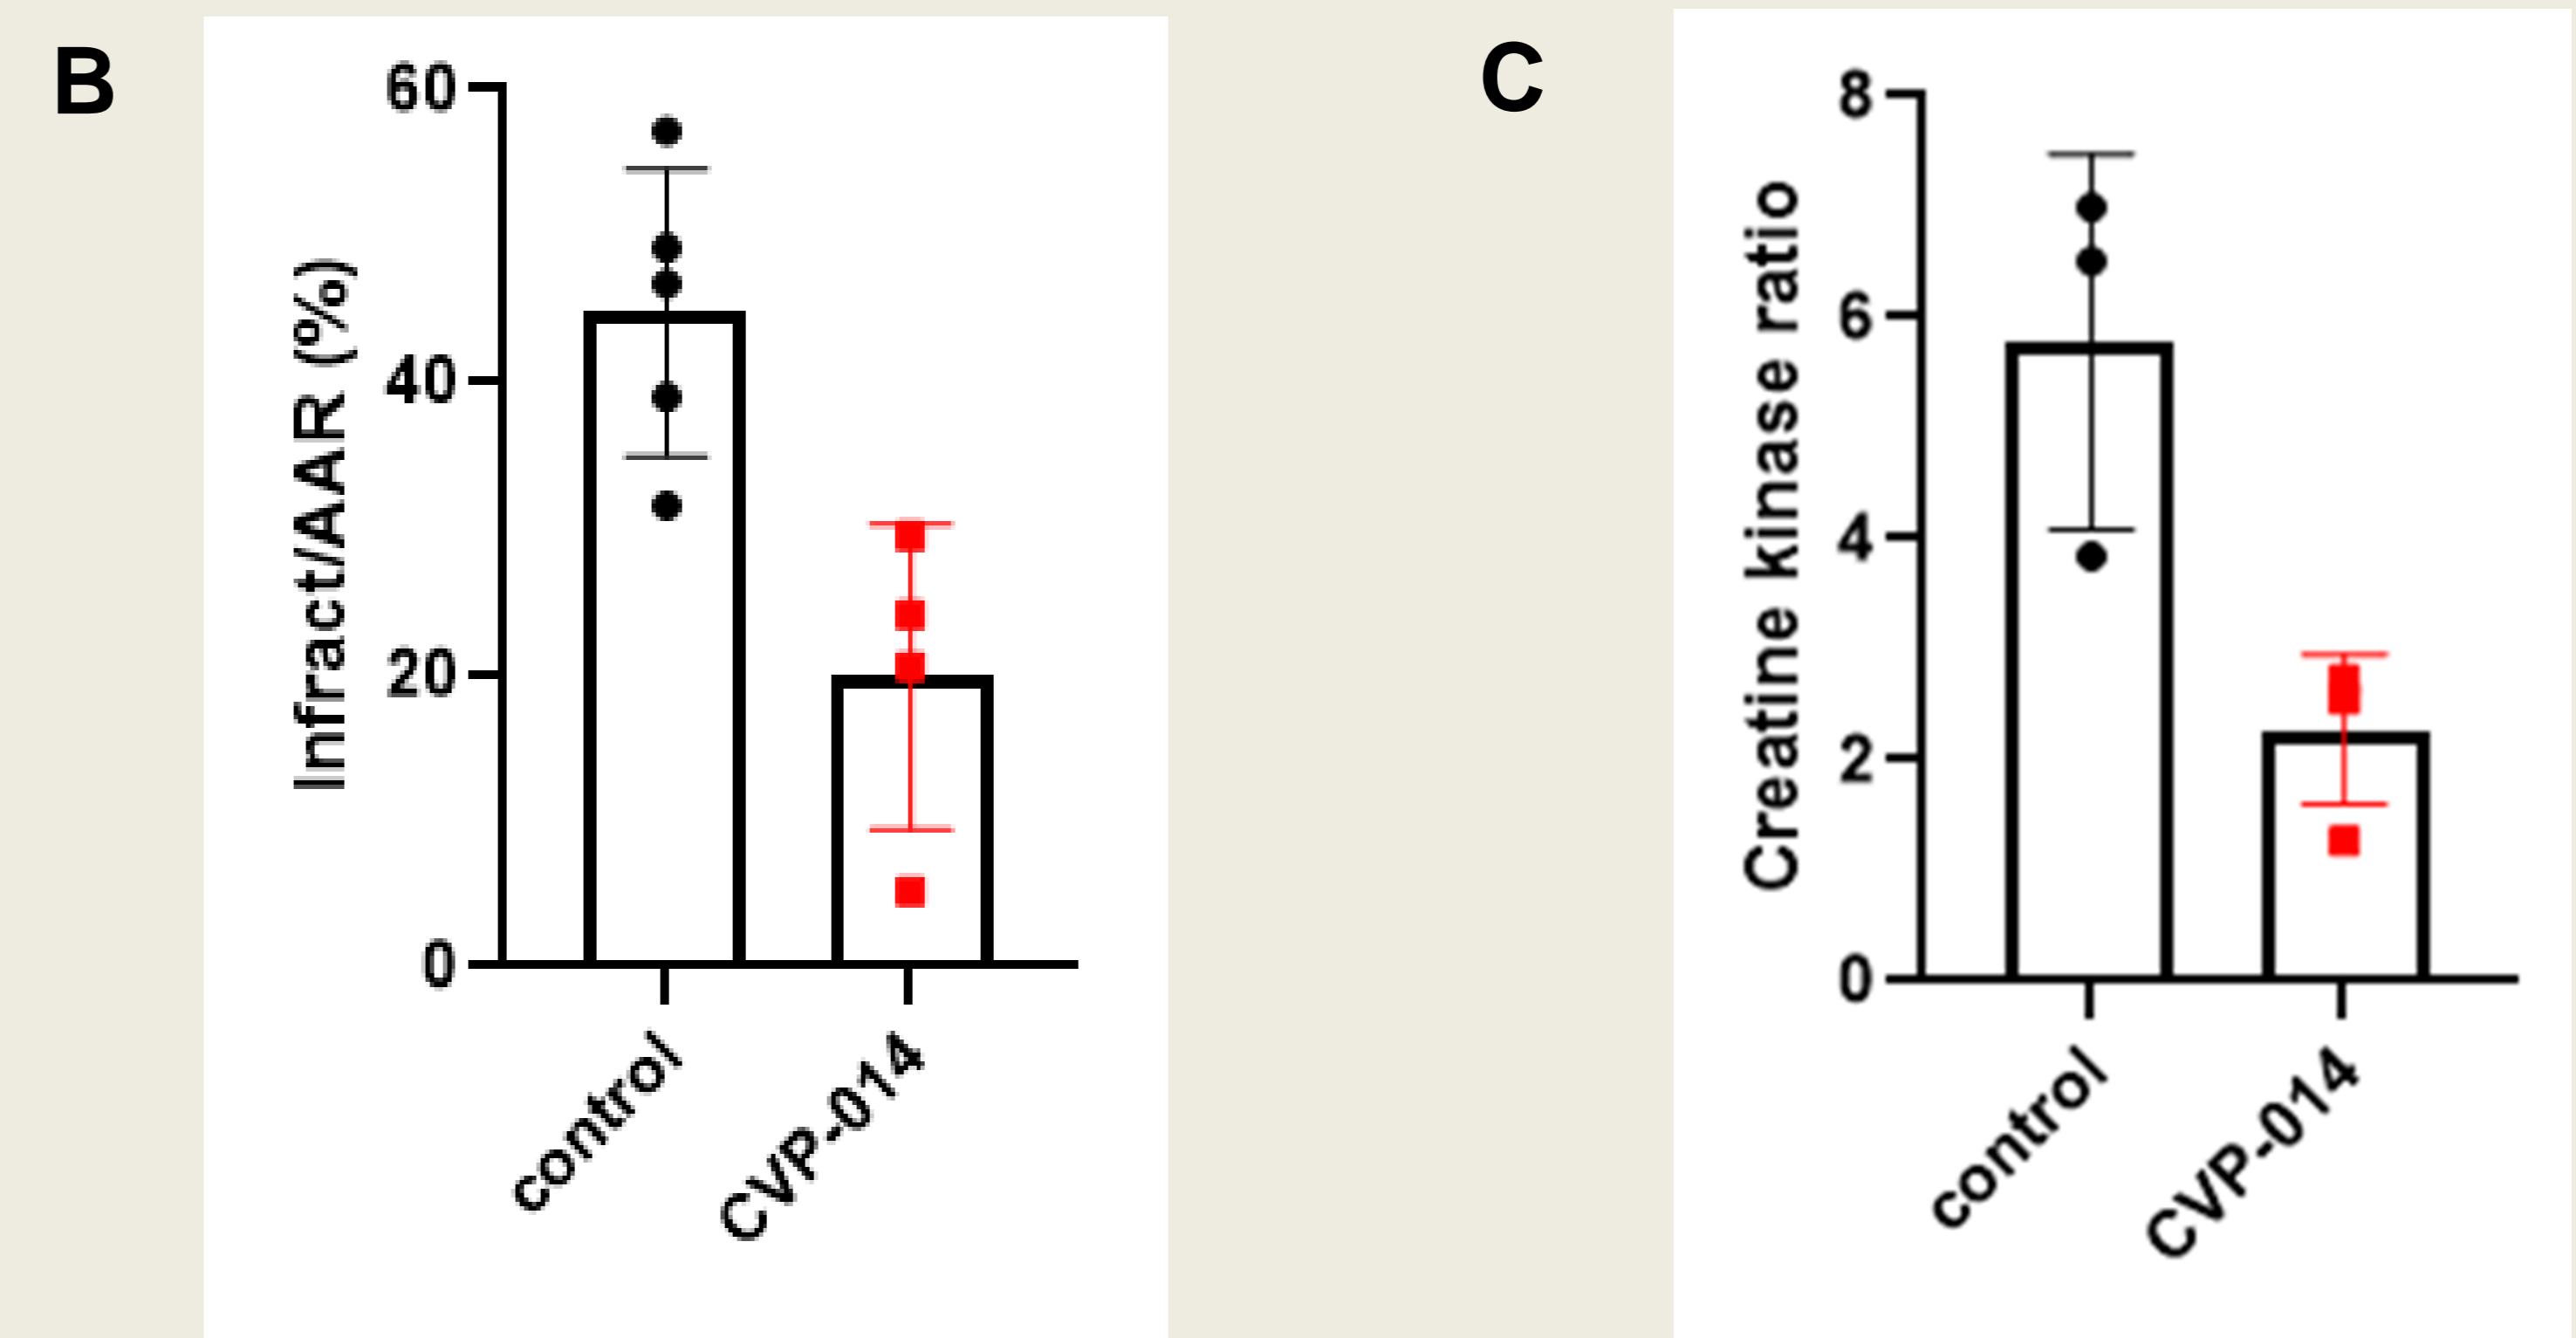 B
Infract/AAR (%)
60
40
20
0
control
CVP-014
C
Creatine kinase ratio
8
6
4
2
0
control
CVP-014